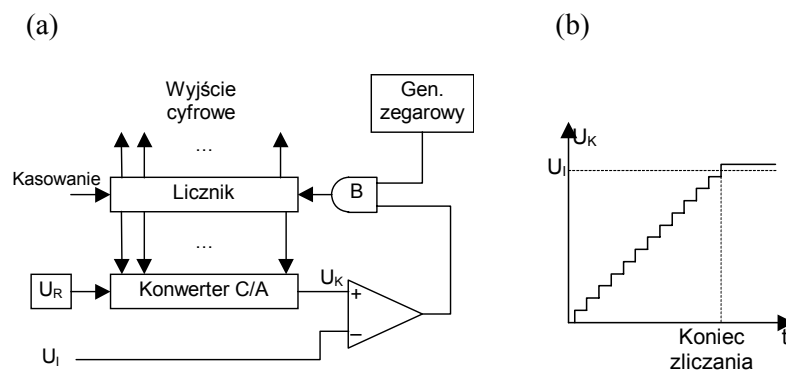 (a)
(b)
Wyjście
cyfrowe
Gen.
zegarowy
...
Kasowanie
Licznik
B
...
U_R
Konwerter C/A
U_K
+
−
U_I
U_K
U_I
Koniec
zliczania
t